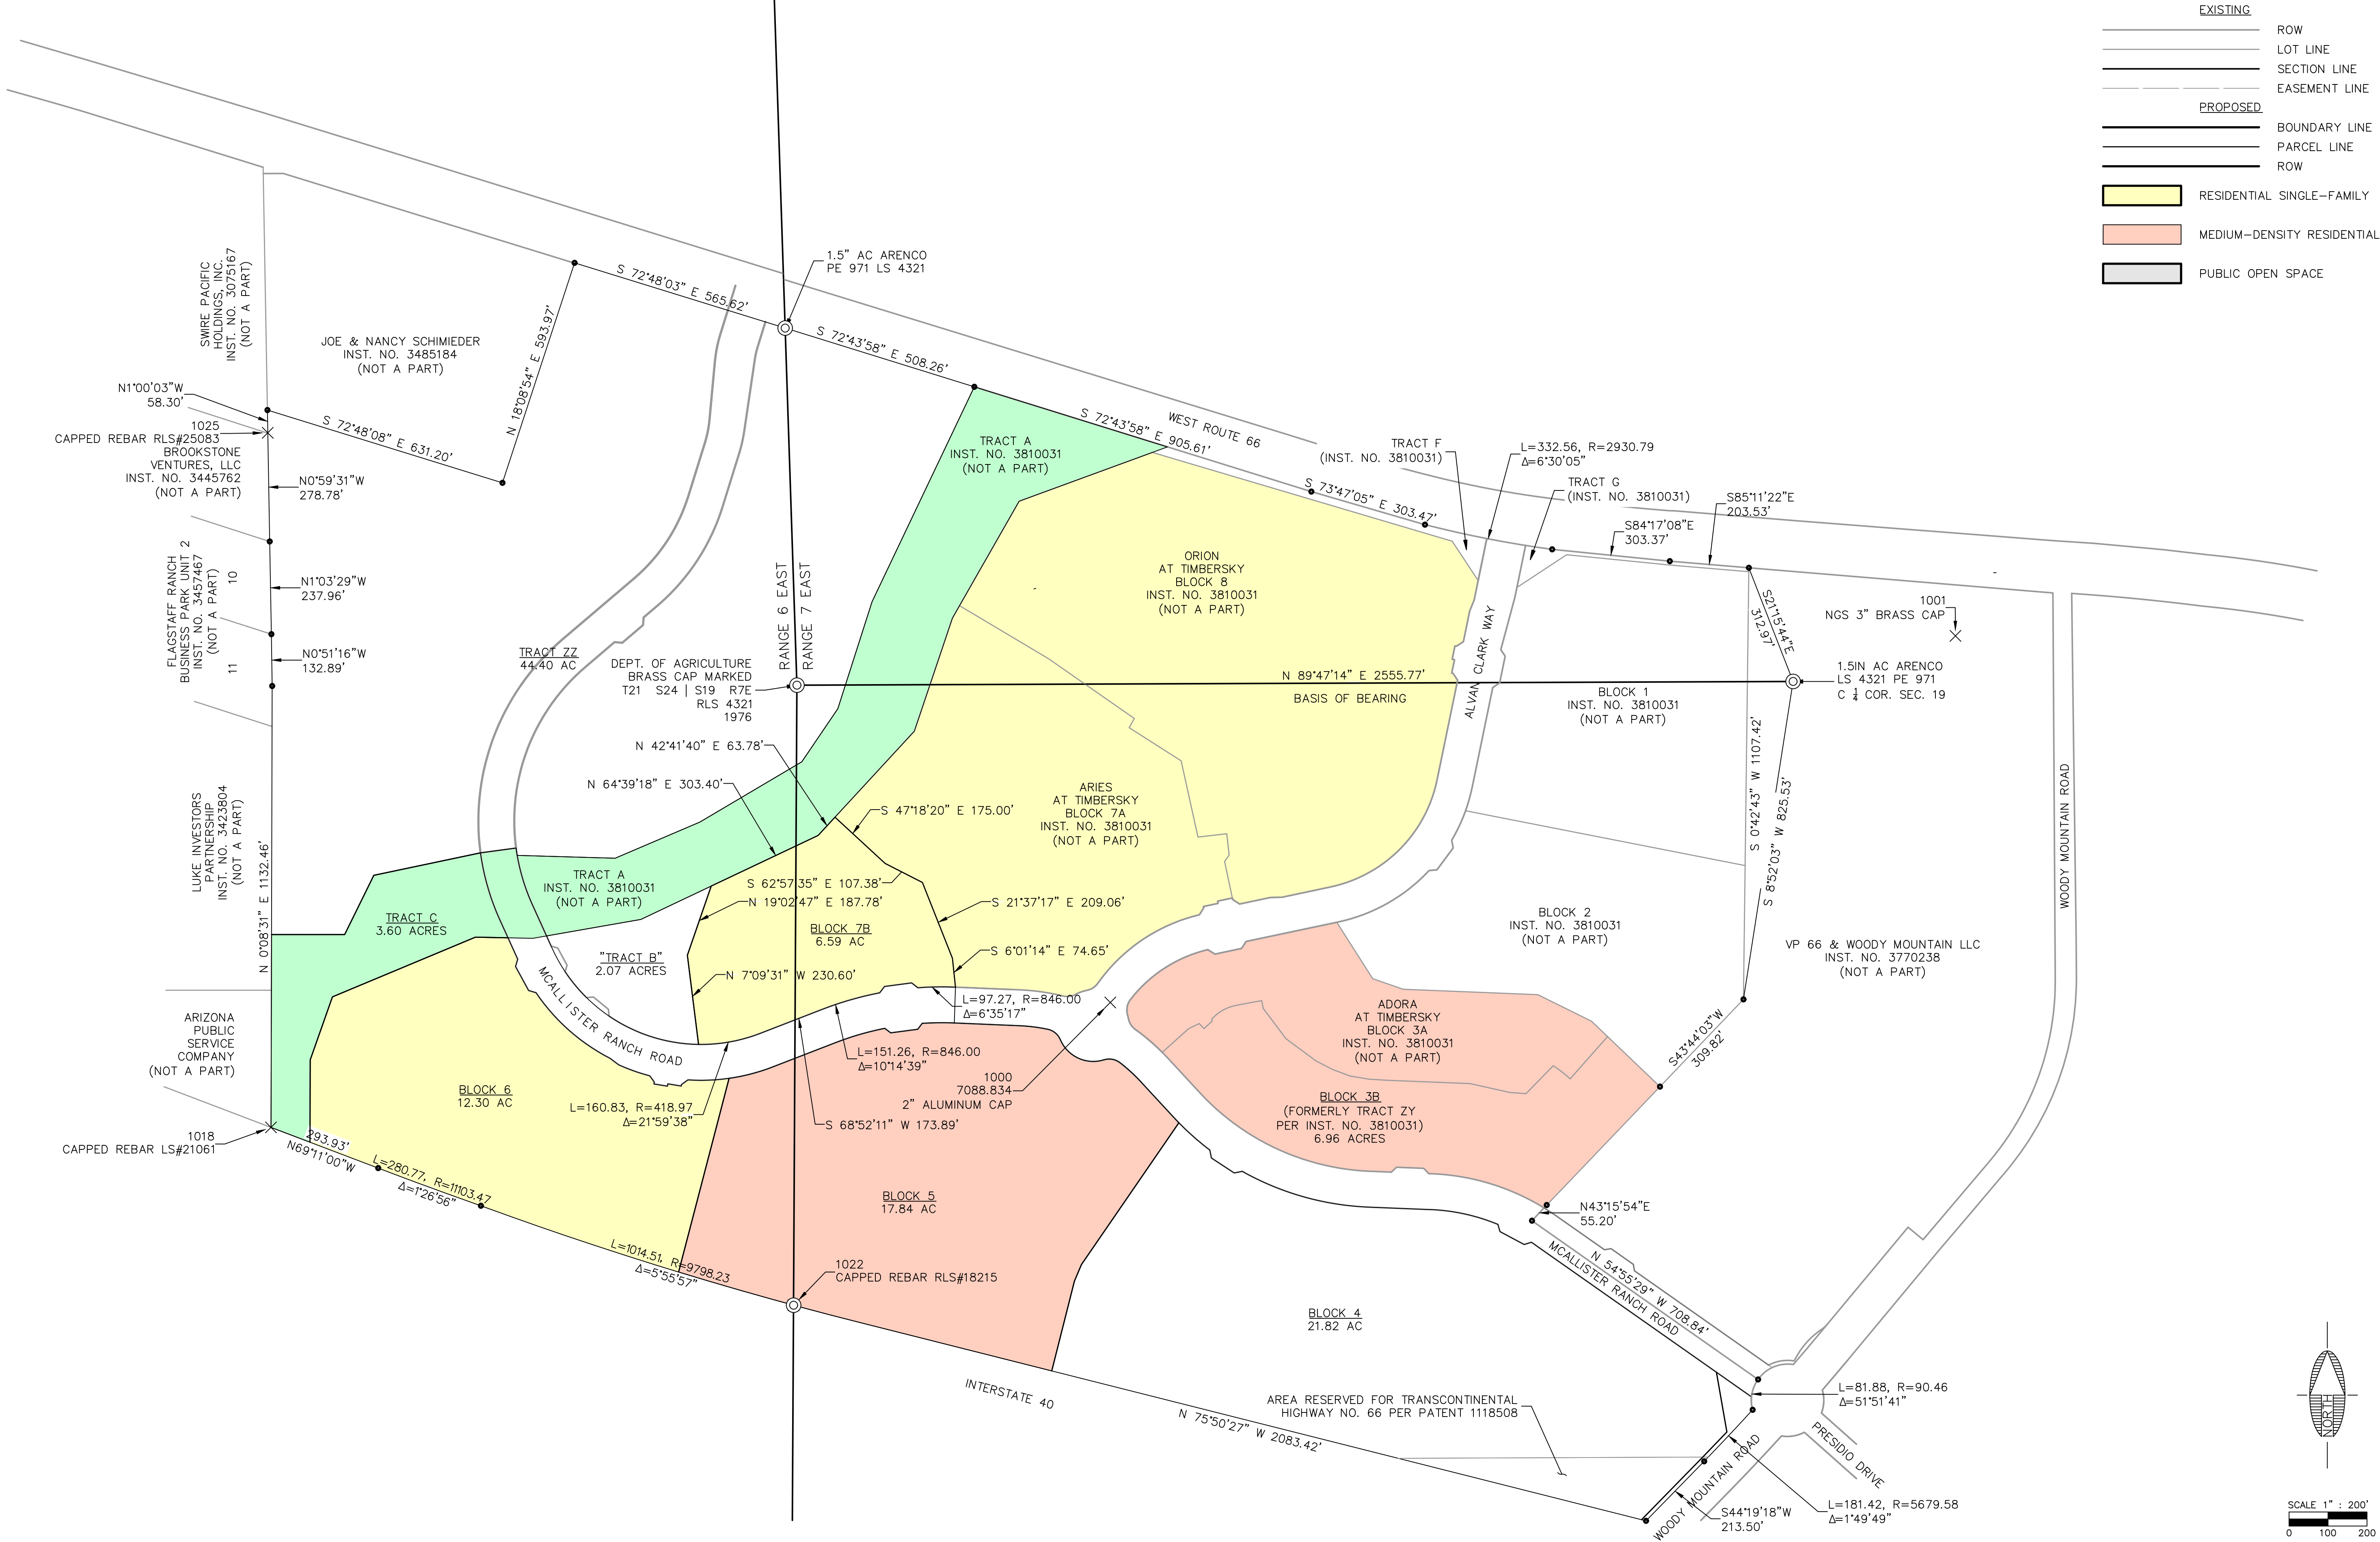 EXISTING
ROW
LOT LINE
SECTION LINE
EASEMENT LINE
PROPOSED
BOUNDARY LINE
PARCEL LINE
ROW
RESIDENTIAL SINGLE-FAMILY
MEDIUM-DENSITY RESIDENTIAL
PUBLIC OPEN SPACE
1.5" AC ARENCO
PE 971 LS 4321
S 72°48'03" E 565.62'
S 72°43'58" E 508.26'
SWIRE PACIFIC
HOLDINGS, INC.
INST. NO. 3075167
(NOT A PART)
JOE & NANCY SCHIMIEDER
INST. NO. 3485184
(NOT A PART)
N 18°08'54" E 593.97'
N1°00'03"W
58.30'
S 72°48'08" E 631.20'
1025
CAPPED REBAR RLS#25083
BROOKSTONE
VENTURES, LLC
INST. NO. 3445762
(NOT A PART)
N0°59'31"W
278.78'
TRACT A
INST. NO. 3810031
(NOT A PART)
S 72°43'58" E 905.61'
WEST ROUTE 66
TRACT F
(INST. NO. 3810031)
L=332.56, R=2930.79
Δ=6°30'05"
S 73°47'05" E 303.47'
TRACT G
(INST. NO. 3810031)
S85°11'22"E
203.53'
S84°17'08"E
303.37'
FLAGSTAFF RANCH
BUSINESS PARK UNIT 2
INST. NO. 3457467
(NOT A PART)
10
11
N1°03'29"W
237.96'
N0°51'16"W
132.89'
TRACT ZZ
44.40 AC
RANGE 6 EAST
RANGE 7 EAST
DEPT. OF AGRICULTURE
BRASS CAP MARKED
T21 S24 | S19 R7E
RLS 4321
1976
ORION
AT TIMBERSKY
BLOCK 8
INST. NO. 3810031
(NOT A PART)
N 89°47'14" E 2555.77'
BASIS OF BEARING
ALVAN CLARK WAY
BLOCK 1
INST. NO. 3810031
(NOT A PART)
S21°15'44"E
312.97'
1001
NGS 3" BRASS CAP
1.5IN AC ARENCO
LS 4321 PE 971
C 1/4 COR. SEC. 19
S 0°42'43" W 1107.42'
S 8°52'03" W 825.53'
WOODY MOUNTAIN ROAD
N 42°41'40" E 63.78'
N 64°39'18" E 303.40'
S 47°18'20" E 175.00'
ARIES
AT TIMBERSKY
BLOCK 7A
INST. NO. 3810031
(NOT A PART)
LUKE INVESTORS
PARTNERSHIP
INST. NO. 3423804
(NOT A PART)
N 0°08'31" E 1132.46'
TRACT C
3.60 ACRES
TRACT A
INST. NO. 3810031
(NOT A PART)
S 62°57'35" E 107.38'
N 19°02'47" E 187.78'
S 21°37'17" E 209.06'
BLOCK 7B
6.59 AC
S 6°01'14" E 74.65'
"TRACT B"
2.07 ACRES
N 7°09'31" W 230.60'
L=97.27, R=846.00
Δ=6°35'17"
BLOCK 2
INST. NO. 3810031
(NOT A PART)
VP 66 & WOODY MOUNTAIN LLC
INST. NO. 3770238
(NOT A PART)
MCALLISTER RANCH ROAD
ARIZONA
PUBLIC
SERVICE
COMPANY
(NOT A PART)
ADORA
AT TIMBERSKY
BLOCK 3A
INST. NO. 3810031
(NOT A PART)
S43°44'03"W
309.82'
L=151.26, R=846.00
Δ=10°14'39"
1000
7088.834
2" ALUMINUM CAP
BLOCK 6
12.30 AC
L=160.83, R=418.97
Δ=21°59'38"
S 68°52'11" W 173.89'
BLOCK 3B
(FORMERLY TRACT ZY
PER INST. NO. 3810031)
6.96 ACRES
1018
CAPPED REBAR LS#21061
293.93'
N69°11'00"W
L=280.77, R=11103.47
Δ=1°26'56"
BLOCK 5
17.84 AC
N43°15'54"E
55.20'
L=1014.51, R=9798.23
Δ=5°55'57"
1022
CAPPED REBAR RLS#18215
N 54°55'29" W 708.84'
MCALLISTER RANCH ROAD
BLOCK 4
21.82 AC
INTERSTATE 40
N 75°50'27" W 2083.42'
AREA RESERVED FOR TRANSCONTINENTAL
HIGHWAY NO. 66 PER PATENT 1118508
L=81.88, R=90.46
Δ=51°51'41"
PRESIDIO DRIVE
WOODY MOUNTAIN ROAD
S44°19'18"W
213.50'
L=181.42, R=5679.58
Δ=1°49'49"
NORTH
SCALE 1" : 200'
0 100 200